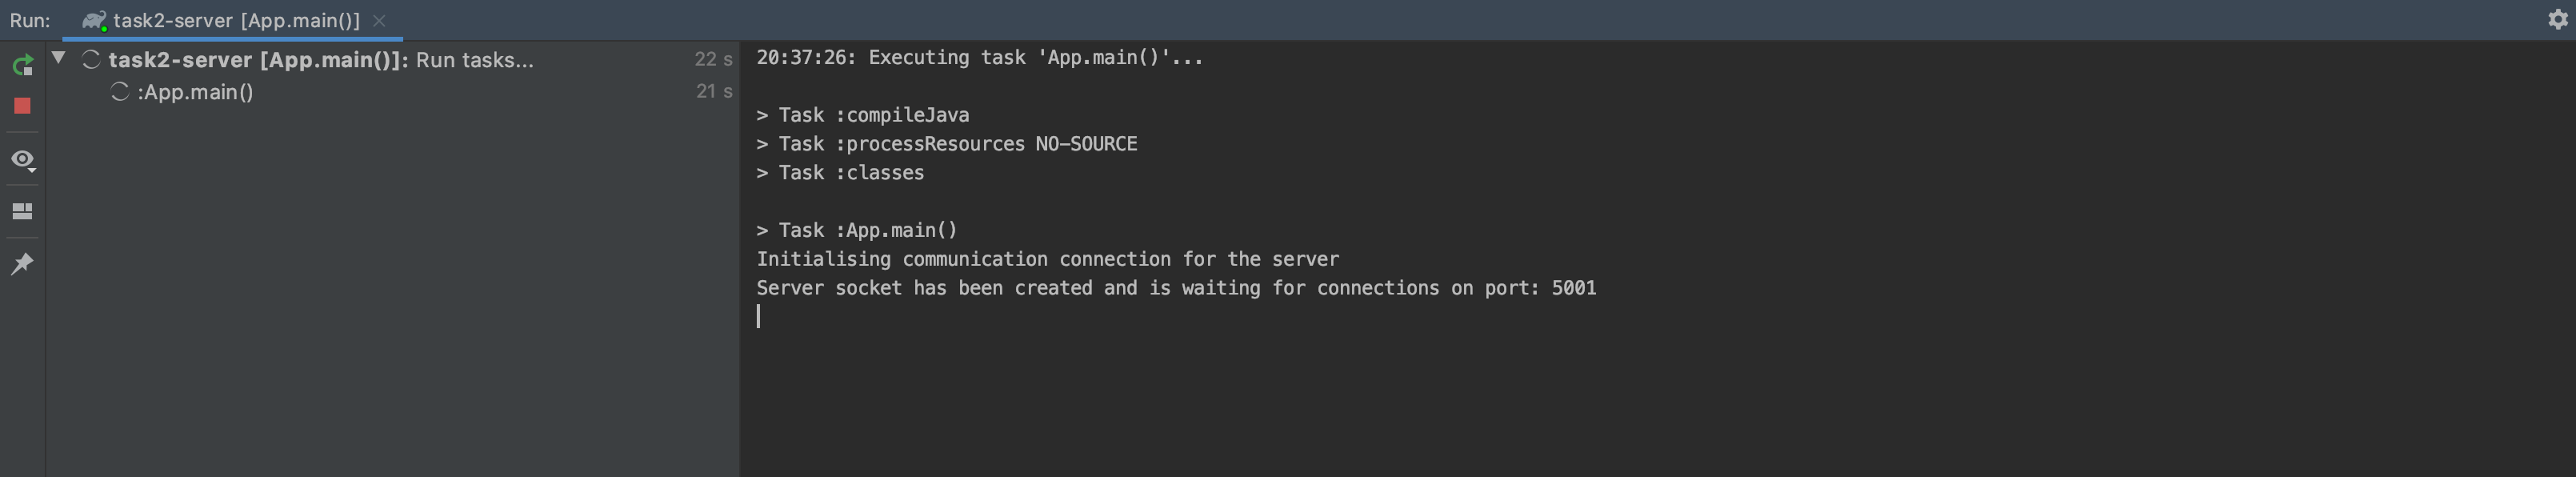 Run: task2-server [App.main()]
task2-server [App.main()]: Run tasks... 22 s
:App.main() 21 s
20:37:26: Executing task 'App.main()'...
> Task :compileJava
> Task :processResources NO-SOURCE
> Task :classes
> Task :App.main()
Initialising communication connection for the server
Server socket has been created and is waiting for connections on port: 5001